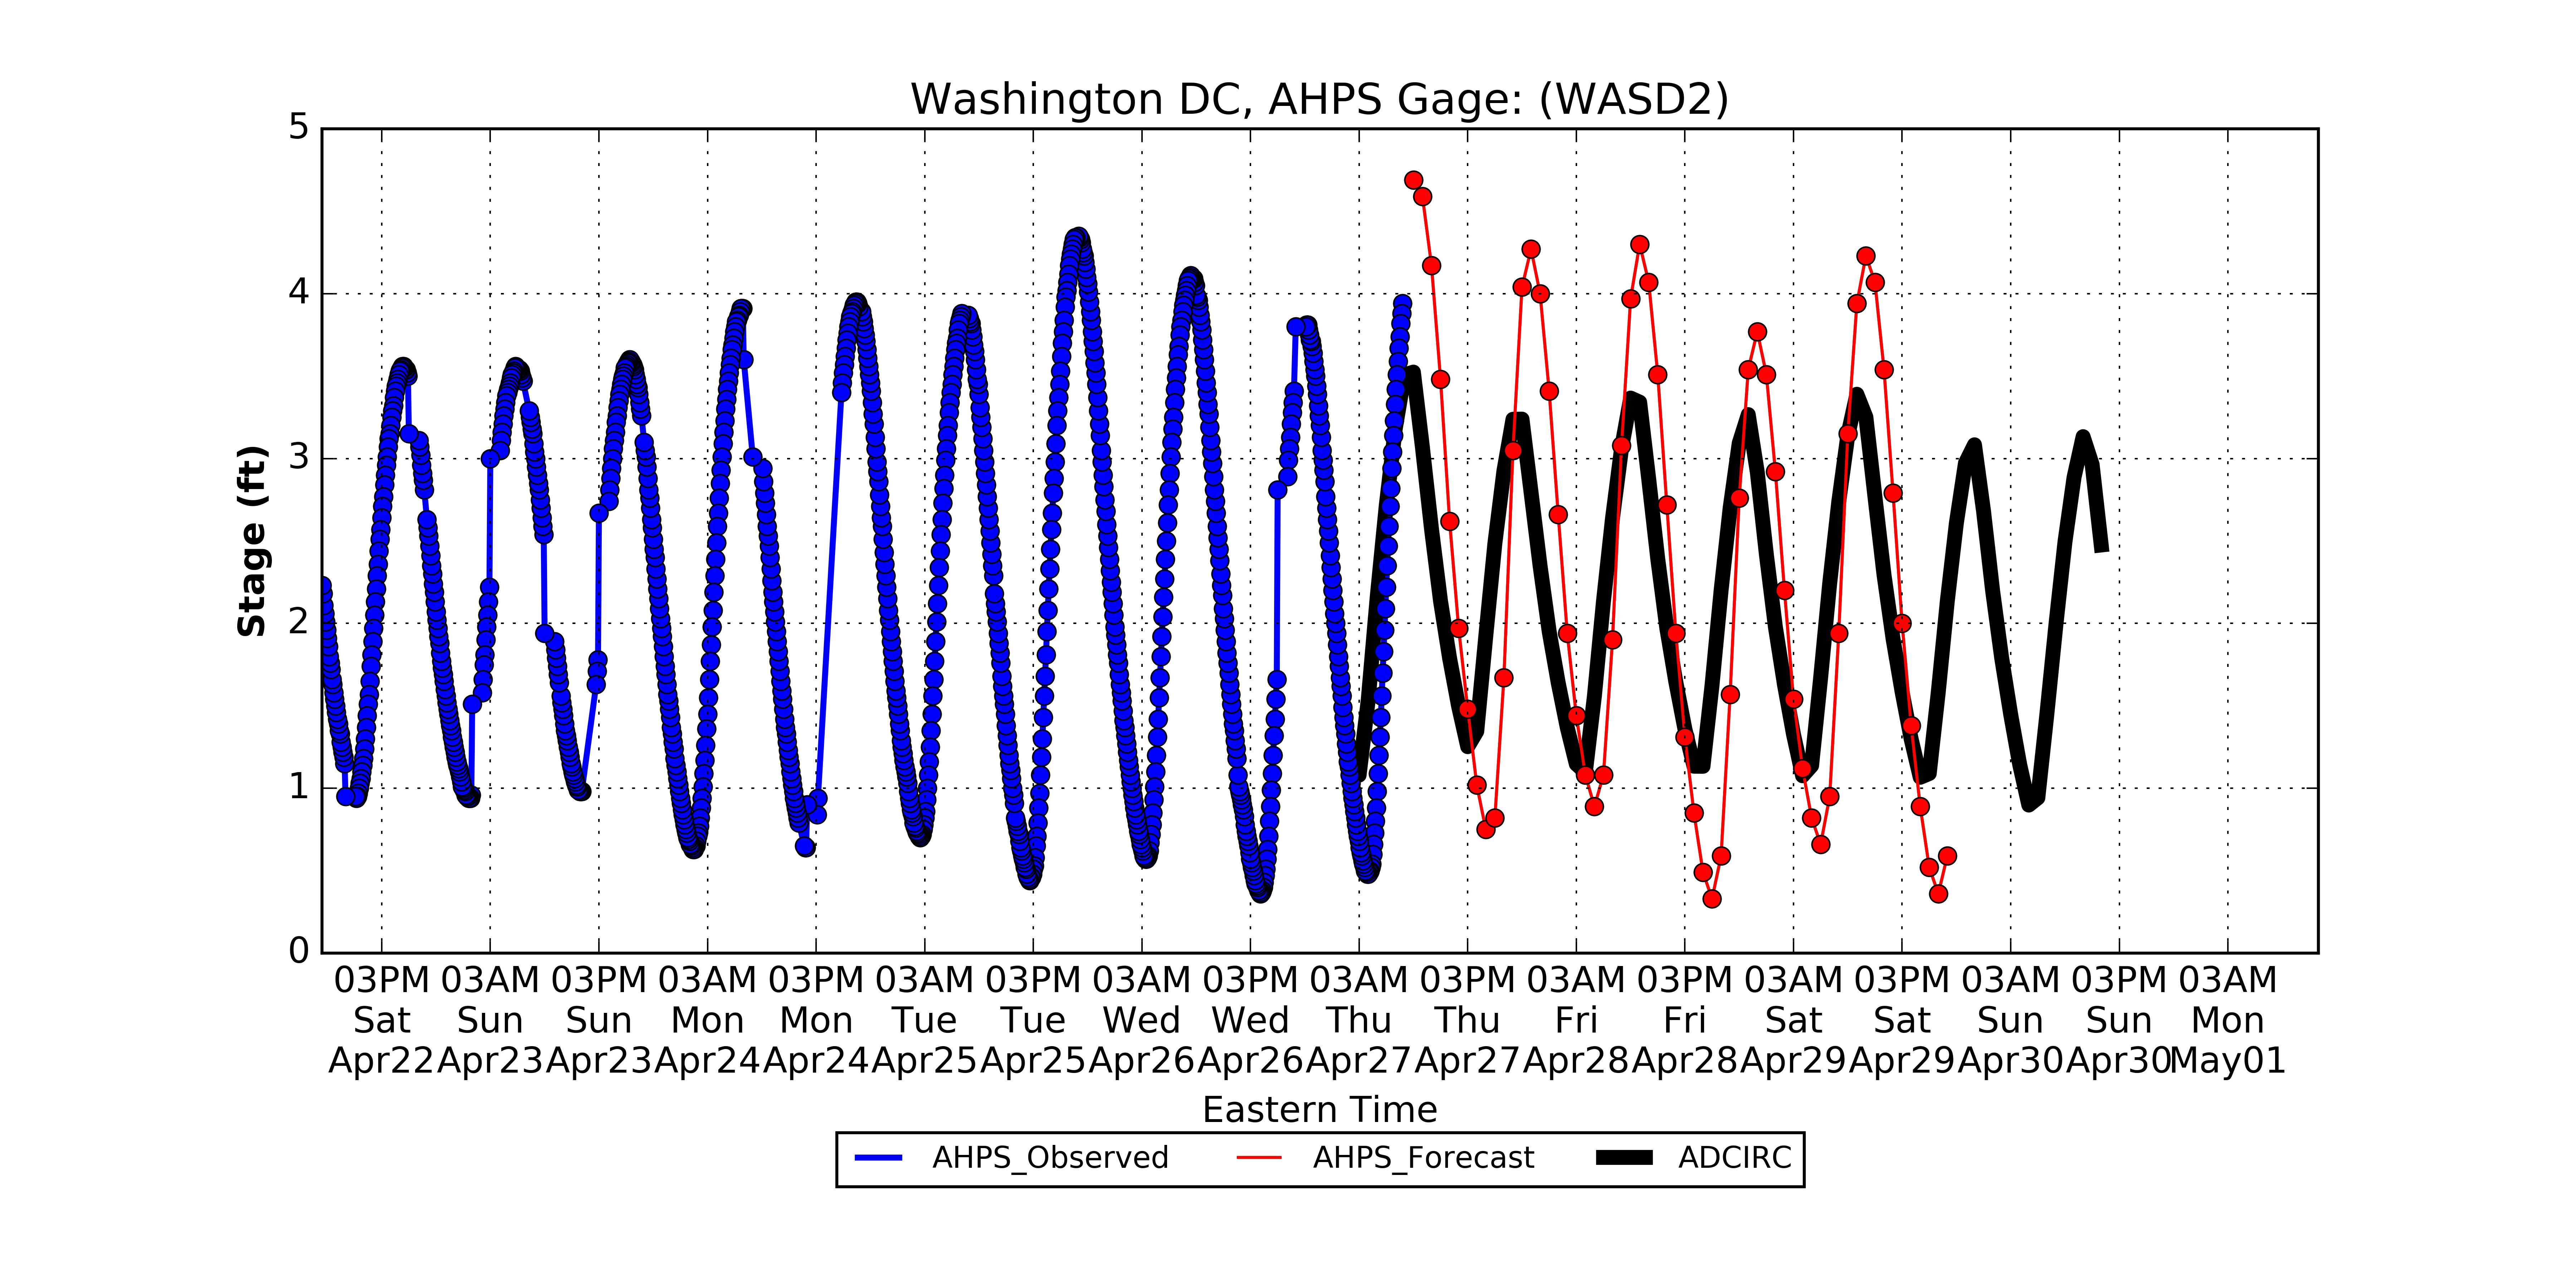 Washington DC, AHPS Gage: (WASD2)
5
4
3
2
1
0
Stage (ft)
03PM 03AM 03PM 03AM 03PM 03AM 03PM 03AM 03PM 03AM 03PM 03AM 03PM 03AM 03PM 03AM 03PM 03AM
Sat Sun Sun Mon Mon Tue Tue Wed Wed Thu Thu Fri Fri Sat Sat Sun Sun Mon
Apr22 Apr23 Apr23 Apr24 Apr24 Apr25 Apr25 Apr26 Apr26 Apr27 Apr27 Apr28 Apr28 Apr29 Apr29 Apr30 Apr30 May01
Eastern Time
AHPS_Observed AHPS_Forecast ADCIRC